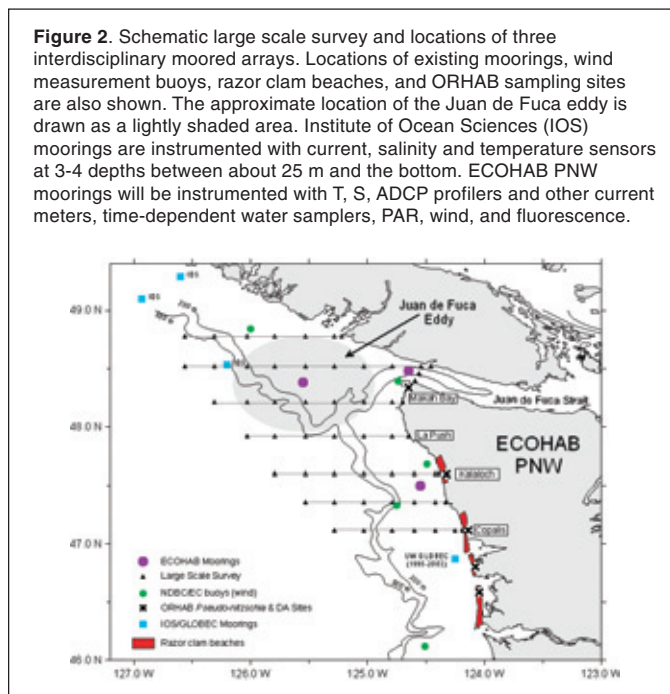 Figure 2. Schematic large scale survey and locations of three
interdisciplinary moored arrays. Locations of existing moorings, wind
measurement buoys, razor clam beaches, and ORHAB sampling sites
are also shown. The approximate location of the Juan de Fuca eddy is
drawn as a lightly shaded area. Institute of Ocean Sciences (IOS)
moorings are instrumented with current, salinity and temperature sensors
at 3-4 depths between about 25 m and the bottom. ECOHAB PNW
moorings will be instrumented with T, S, ADCP profilers and other current
meters, time-dependent water samplers, PAR, wind, and fluorescence.
IOS
IOS
49.0 N
Juan de Fuca
Eddy
IOS
Makah Bay
Juan de Fuca Strait
48.0 N
La Push
ECOHAB
PNW
Kalaloch
Copalis
47.0 N
UW GLOBEC
ECOHAB Moorings
Large Scale Survey
NDBC/EC buoys (wind)
ORHAB Pseudo-nitzschia & DA Sites
IOS/GLOBEC Moorings
Razor clam beaches
46.0 N
127.0 W
126.0 W
125.0 W
124.0 W
123.0 W